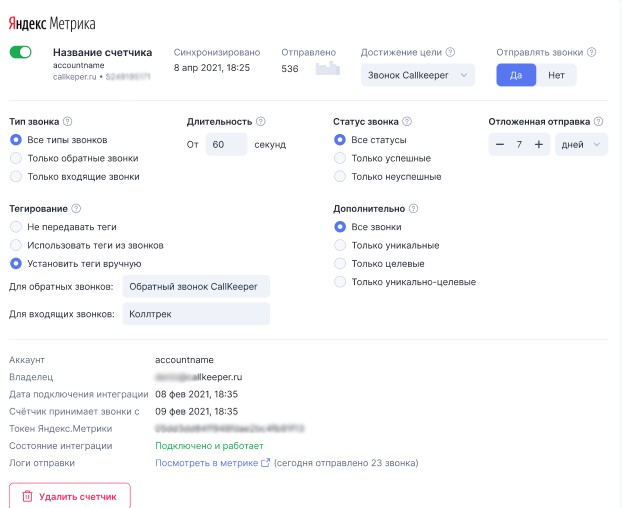 Яндекс Метрика
Название счетчика
accountname
callkeper.ru •
Синхронизировано
8 апр 2021, 18:25
Отправлено
536
Достижение цели
Звонок Callkeeper
Отправлять звонки
Да Нет
Тип звонка
Все типы звонков
Только обратные звонки
Только входящие звонки
Длительность
От 60 секунд
Статус звонка
Все статусы
Только успешные
Только неуспешные
Отложенная отправка
— 7 + дней
Тегирование
Не передавать теги
Использовать теги из звонков
Установить теги вручную
Для обратных звонков: Обратный звонок CallKeeper
Для входящих звонков: Коллтрек
Дополнительно
Все звонки
Только уникальные
Только целевые
Только уникально-целевые
Аккаунт accountname
Владелец allkeeper.ru
Дата подключения интеграции 08 фев 2021, 18:35
Счётчик принимает звонки с 09 фев 2021, 18:35
Токен Яндекс.Метрики
Состояние интеграции Подключено и работает
Логи отправки Посмотреть в метрике (сегодня отправлено 23 звонка)
Удалить счетчик